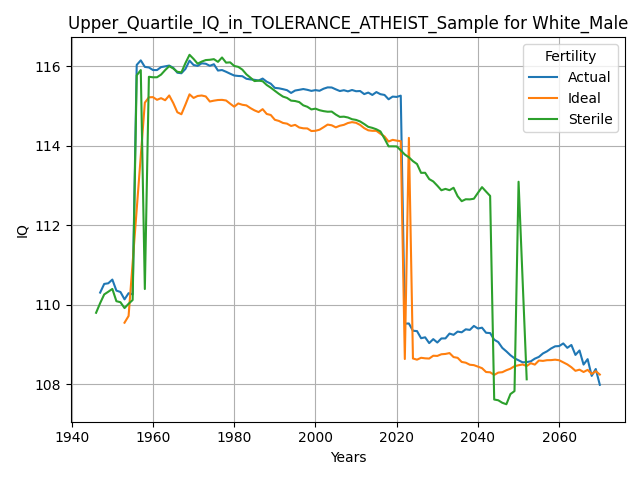 Upper_Quartile_IQ_in_TOLERANCE_ATHEIST_Sample for White_Male
Fertility
Actual
Ideal
Sterile
116
114
112
110
108
IQ
1940
1960
1980
2000
2020
2040
2060
Years